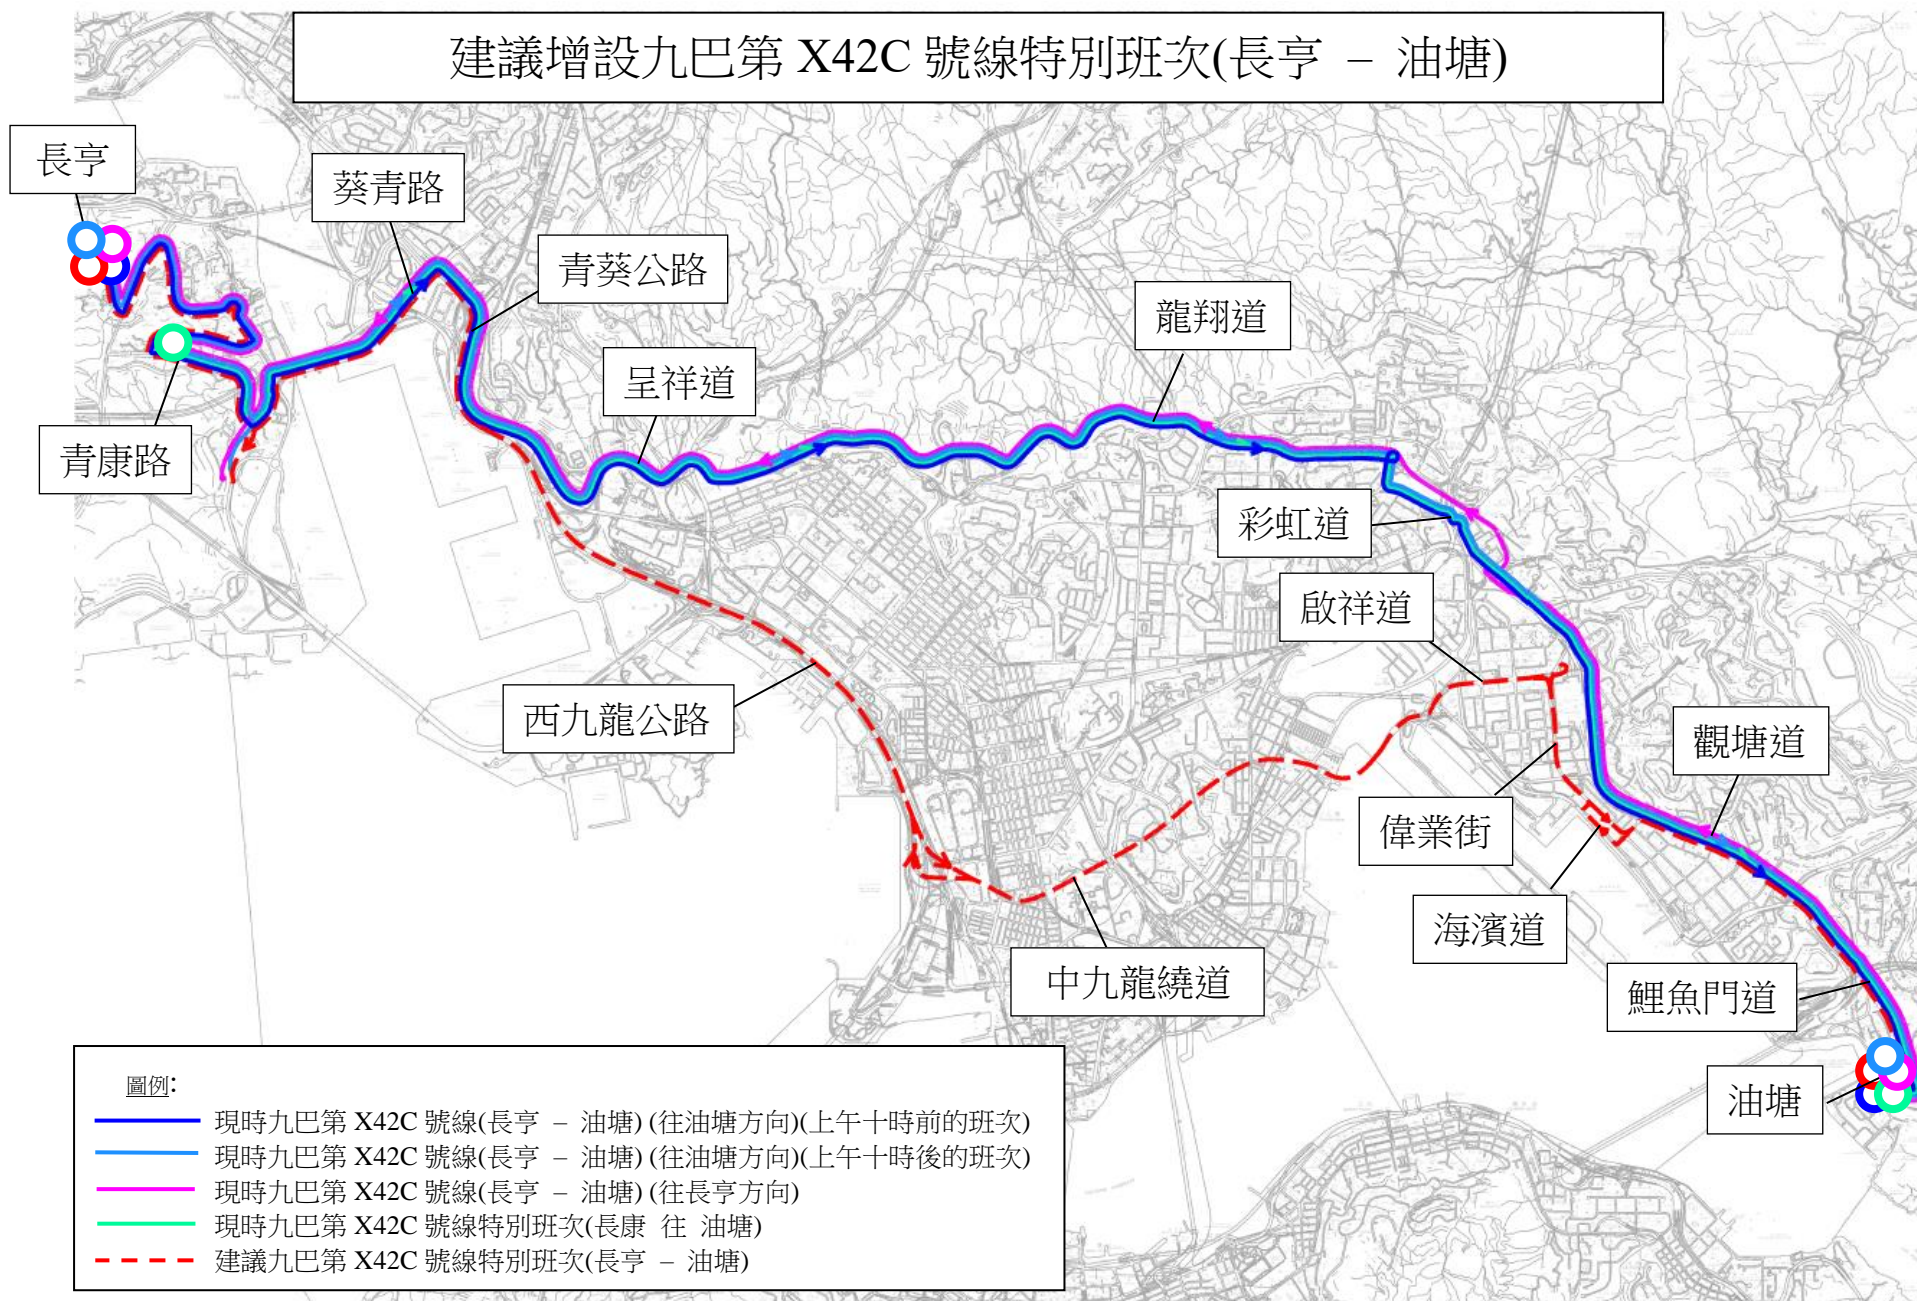 建議增設九巴第 X42C 號線特別班次(長亨 – 油塘)
長亨
葵青路
青葵公路
龍翔道
呈祥道
青康路
彩虹道
啟祥道
西九龍公路
觀塘道
偉業街
海濱道
中九龍繞道
鯉魚門道
油塘
圖例:
現時九巴第 X42C 號線(長亨 – 油塘) (往油塘方向)(上午十時前的班次)
現時九巴第 X42C 號線(長亨 – 油塘) (往油塘方向)(上午十時後的班次)
現時九巴第 X42C 號線(長亨 – 油塘) (往長亨方向)
現時九巴第 X42C 號線特別班次(長康 往 油塘)
建議九巴第 X42C 號線特別班次(長亨 – 油塘)